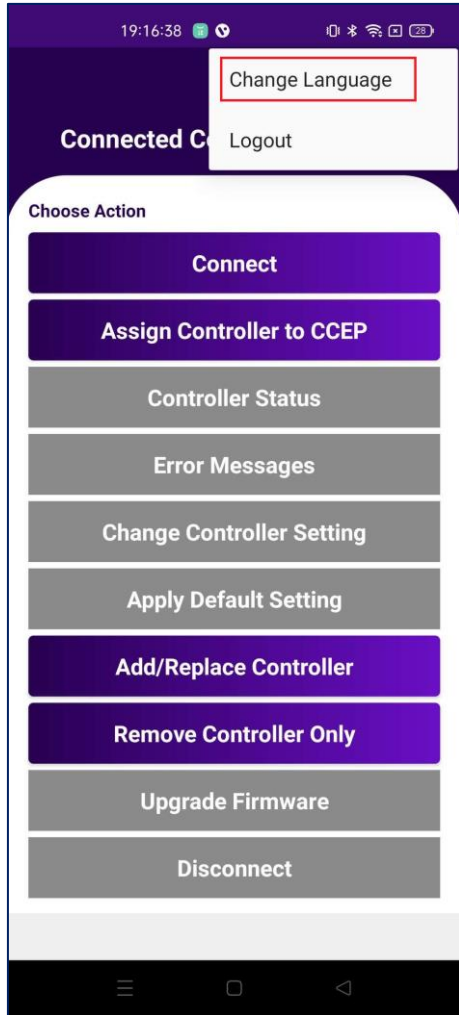 19:16:38
28
Change Language
Connected C
Logout
Choose Action
Connect
Assign Controller to CCEP
Controller Status
Error Messages
Change Controller Setting
Apply Default Setting
Add/Replace Controller
Remove Controller Only
Upgrade Firmware
Disconnect